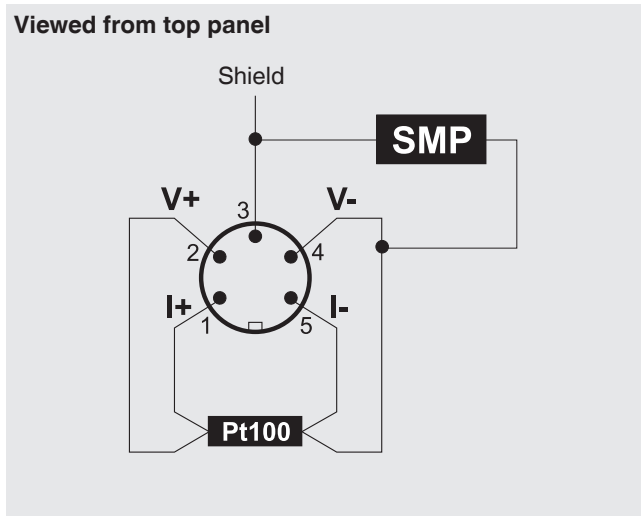 Viewed from top panel
Shield
SMP
V+
3
V-
2
4
I+
I-
1
5
Pt100